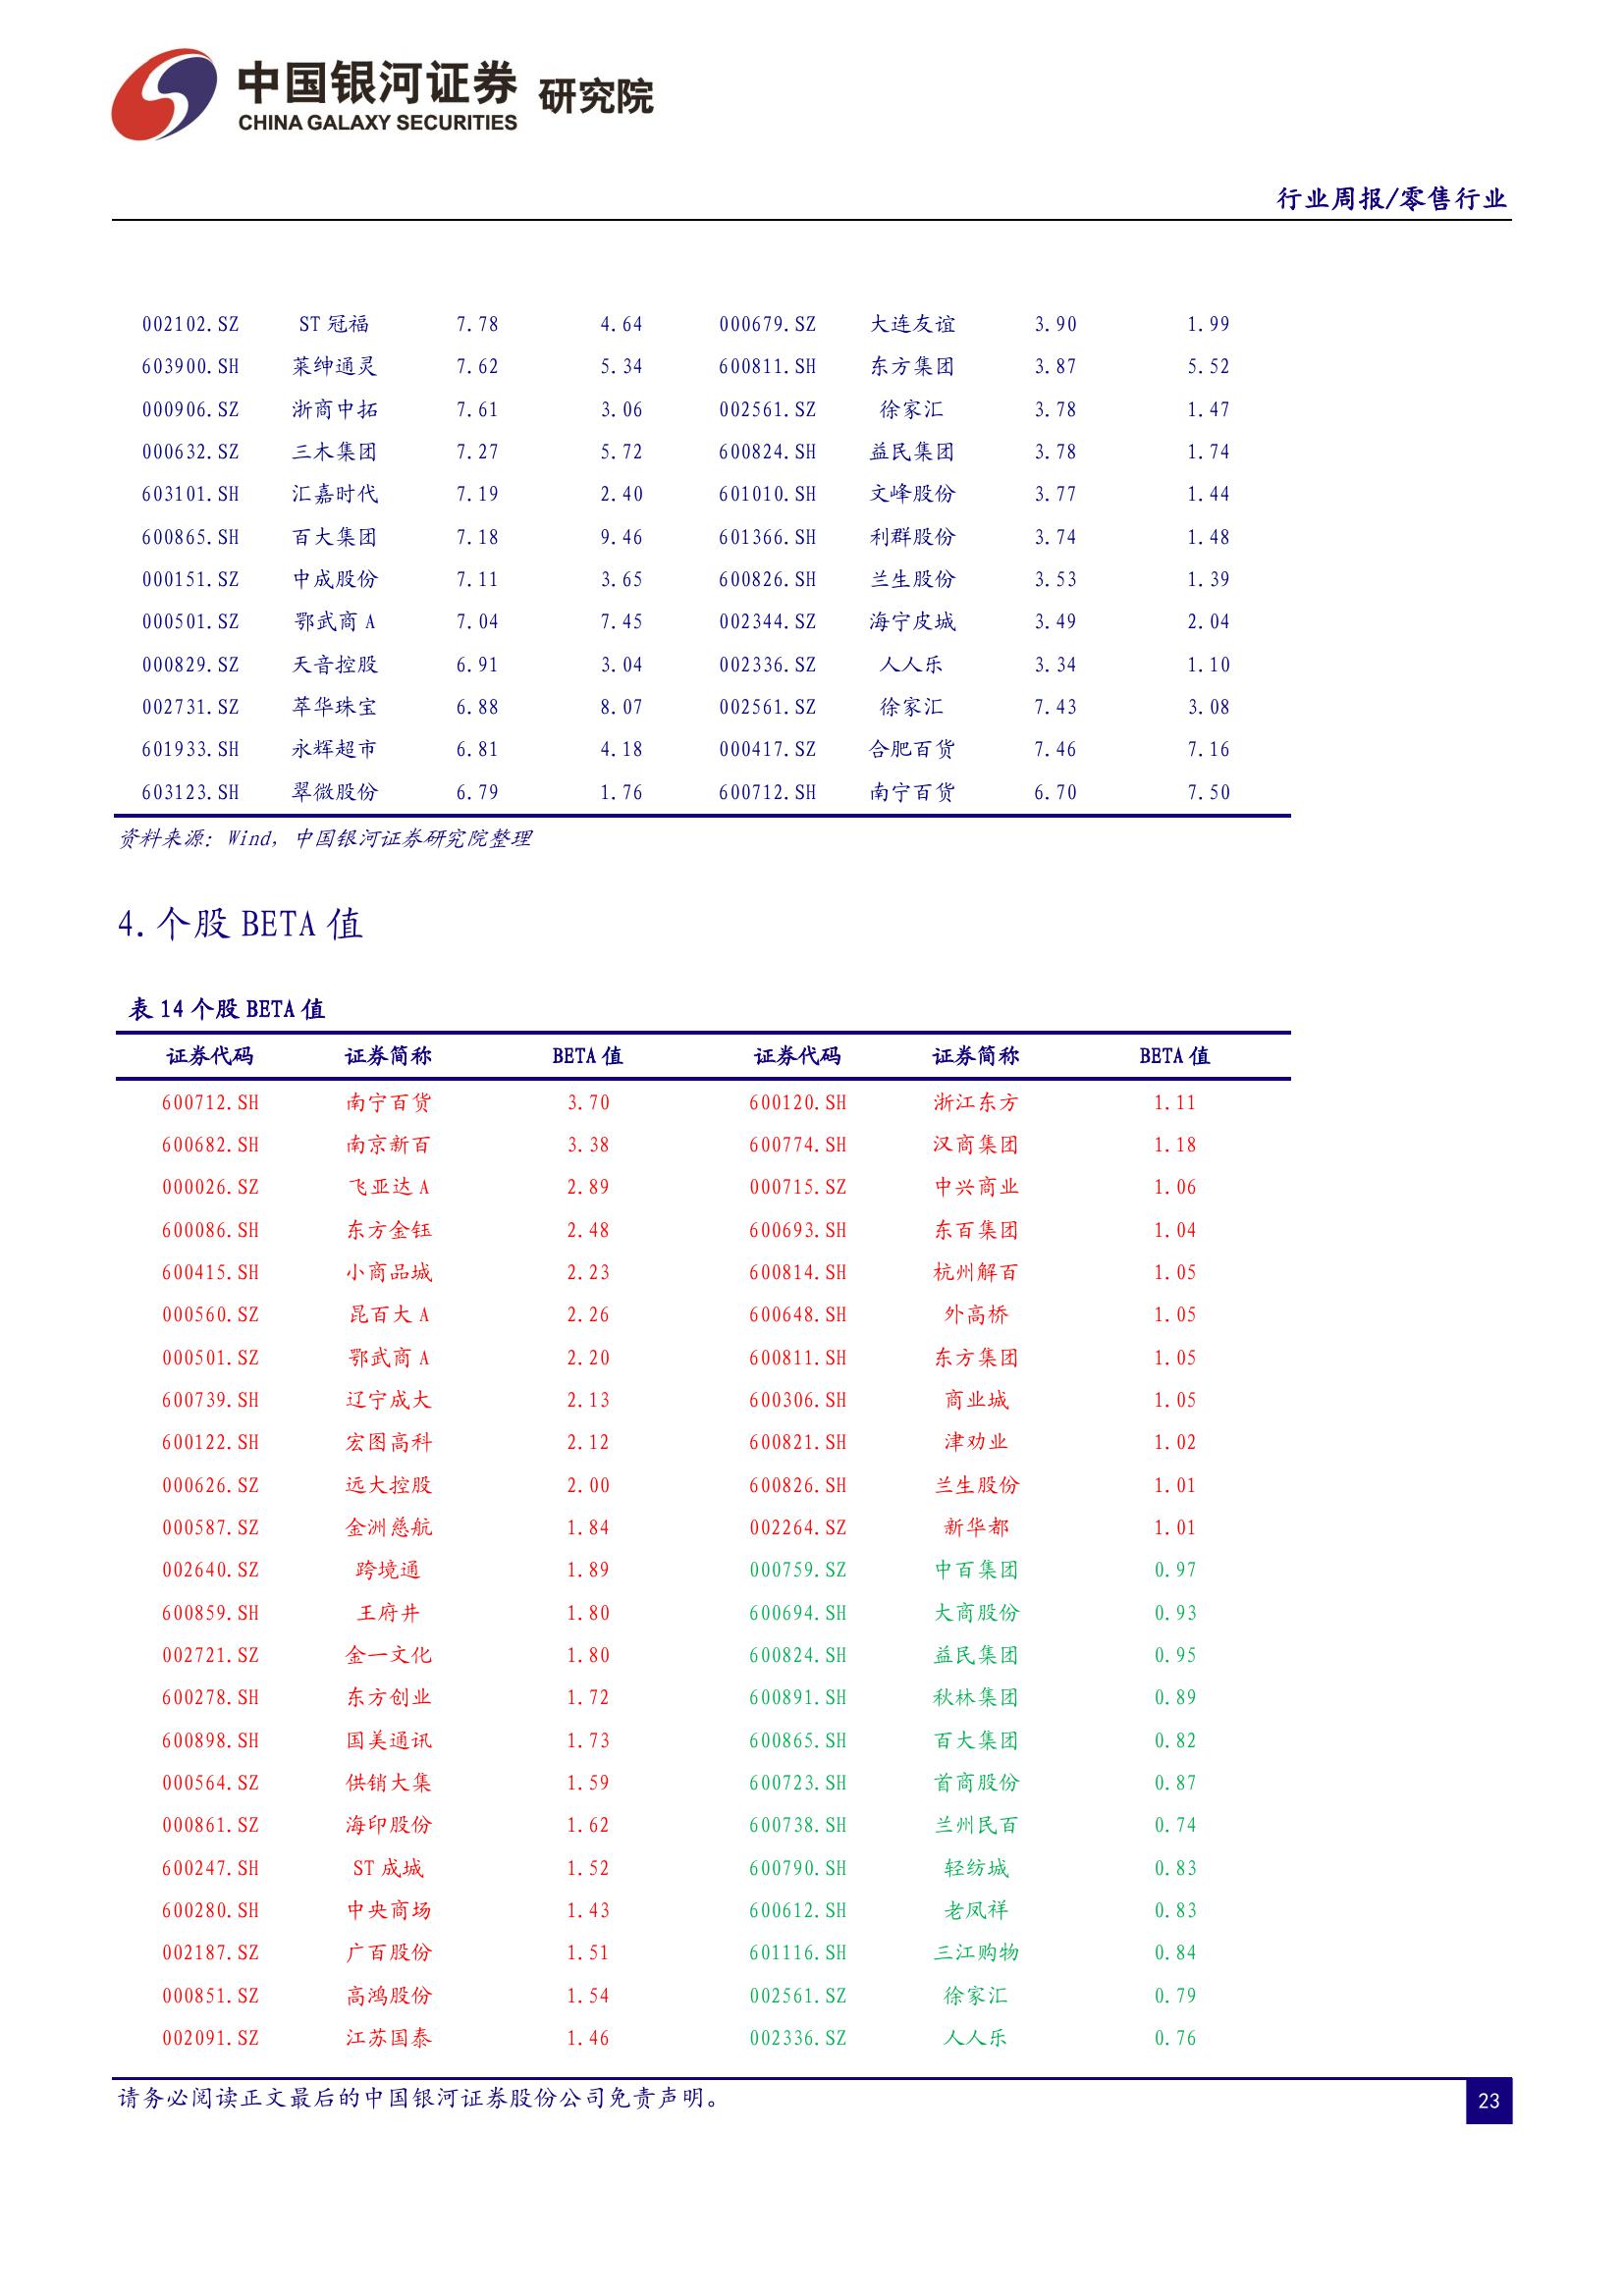 中国银河证券 研究院
CHINA GALAXY SECURITIES
行业周报/零售行业
002102.SZ ST 冠福 7.78 4.64 000679.SZ 大连友谊 3.90 1.99
603900.SH 莱绅通灵 7.62 5.34 600811.SH 东方集团 3.87 5.52
000906.SZ 浙商中拓 7.61 3.06 002561.SZ 徐家汇 3.78 1.47
000632.SZ 三木集团 7.27 5.72 600824.SH 益民集团 3.78 1.74
603101.SH 汇嘉时代 7.19 2.40 601010.SH 文峰股份 3.77 1.44
600865.SH 百大集团 7.18 9.46 601366.SH 利群股份 3.74 1.48
000151.SZ 中成股份 7.11 3.65 600826.SH 兰生股份 3.53 1.39
000501.SZ 鄂武商 A 7.04 7.45 002344.SZ 海宁皮城 3.49 2.04
000829.SZ 天音控股 6.91 3.04 002336.SZ 人人乐 3.34 1.10
002731.SZ 萃华珠宝 6.88 8.07 002561.SZ 徐家汇 7.43 3.08
601933.SH 永辉超市 6.81 4.18 000417.SZ 合肥百货 7.46 7.16
603123.SH 翠微股份 6.79 1.76 600712.SH 南宁百货 6.70 7.50
资料来源：Wind，中国银河证券研究院整理
4.个股 BETA 值
表 14 个股 BETA 值
证券代码 证券简称 BETA 值 证券代码 证券简称 BETA 值
600712.SH 南宁百货 3.70 600120.SH 浙江东方 1.11
600682.SH 南京新百 3.38 600774.SH 汉商集团 1.18
000026.SZ 飞亚达 A 2.89 000715.SZ 中兴商业 1.06
600086.SH 东方金钰 2.48 600693.SH 东百集团 1.04
600415.SH 小商品城 2.23 600814.SH 杭州解百 1.05
000560.SZ 昆百大 A 2.26 600648.SH 外高桥 1.05
000501.SZ 鄂武商 A 2.20 600811.SH 东方集团 1.05
600739.SH 辽宁成大 2.13 600306.SH 商业城 1.05
600122.SH 宏图高科 2.12 600821.SH 津劝业 1.02
000626.SZ 远大控股 2.00 600826.SH 兰生股份 1.01
000587.SZ 金洲慈航 1.84 002264.SZ 新华都 1.01
002640.SZ 跨境通 1.89 000759.SZ 中百集团 0.97
600859.SH 王府井 1.80 600694.SH 大商股份 0.93
002721.SZ 金一文化 1.80 600824.SH 益民集团 0.95
600278.SH 东方创业 1.72 600891.SH 秋林集团 0.89
600898.SH 国美通讯 1.73 600865.SH 百大集团 0.82
000564.SZ 供销大集 1.59 600723.SH 首商股份 0.87
000861.SZ 海印股份 1.62 600738.SH 兰州民百 0.74
600247.SH ST 成城 1.52 600790.SH 轻纺城 0.83
600280.SH 中央商场 1.43 600612.SH 老凤祥 0.83
002187.SZ 广百股份 1.51 601116.SH 三江购物 0.84
000851.SZ 高鸿股份 1.54 002561.SZ 徐家汇 0.79
002091.SZ 江苏国泰 1.46 002336.SZ 人人乐 0.76
请务必阅读正文最后的中国银河证券股份公司免责声明。
23